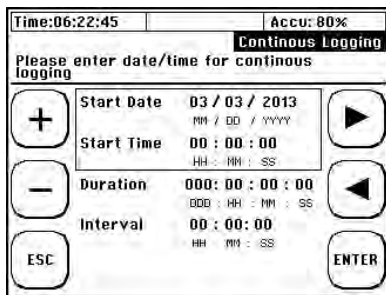 Time:06:22:45 Accu: 80%
Continous Logging
Please enter date/time for continous
logging
+ Start Date 03 / 03 / 2013
MM / DD / YYYY
Start Time 00 : 00 : 00
HH : MM : SS
− Duration 000: 00 : 00 : 00
DDD : HH : MM : SS
Interval 00 : 00: 00
HH : MM : SS
ESC ENTER